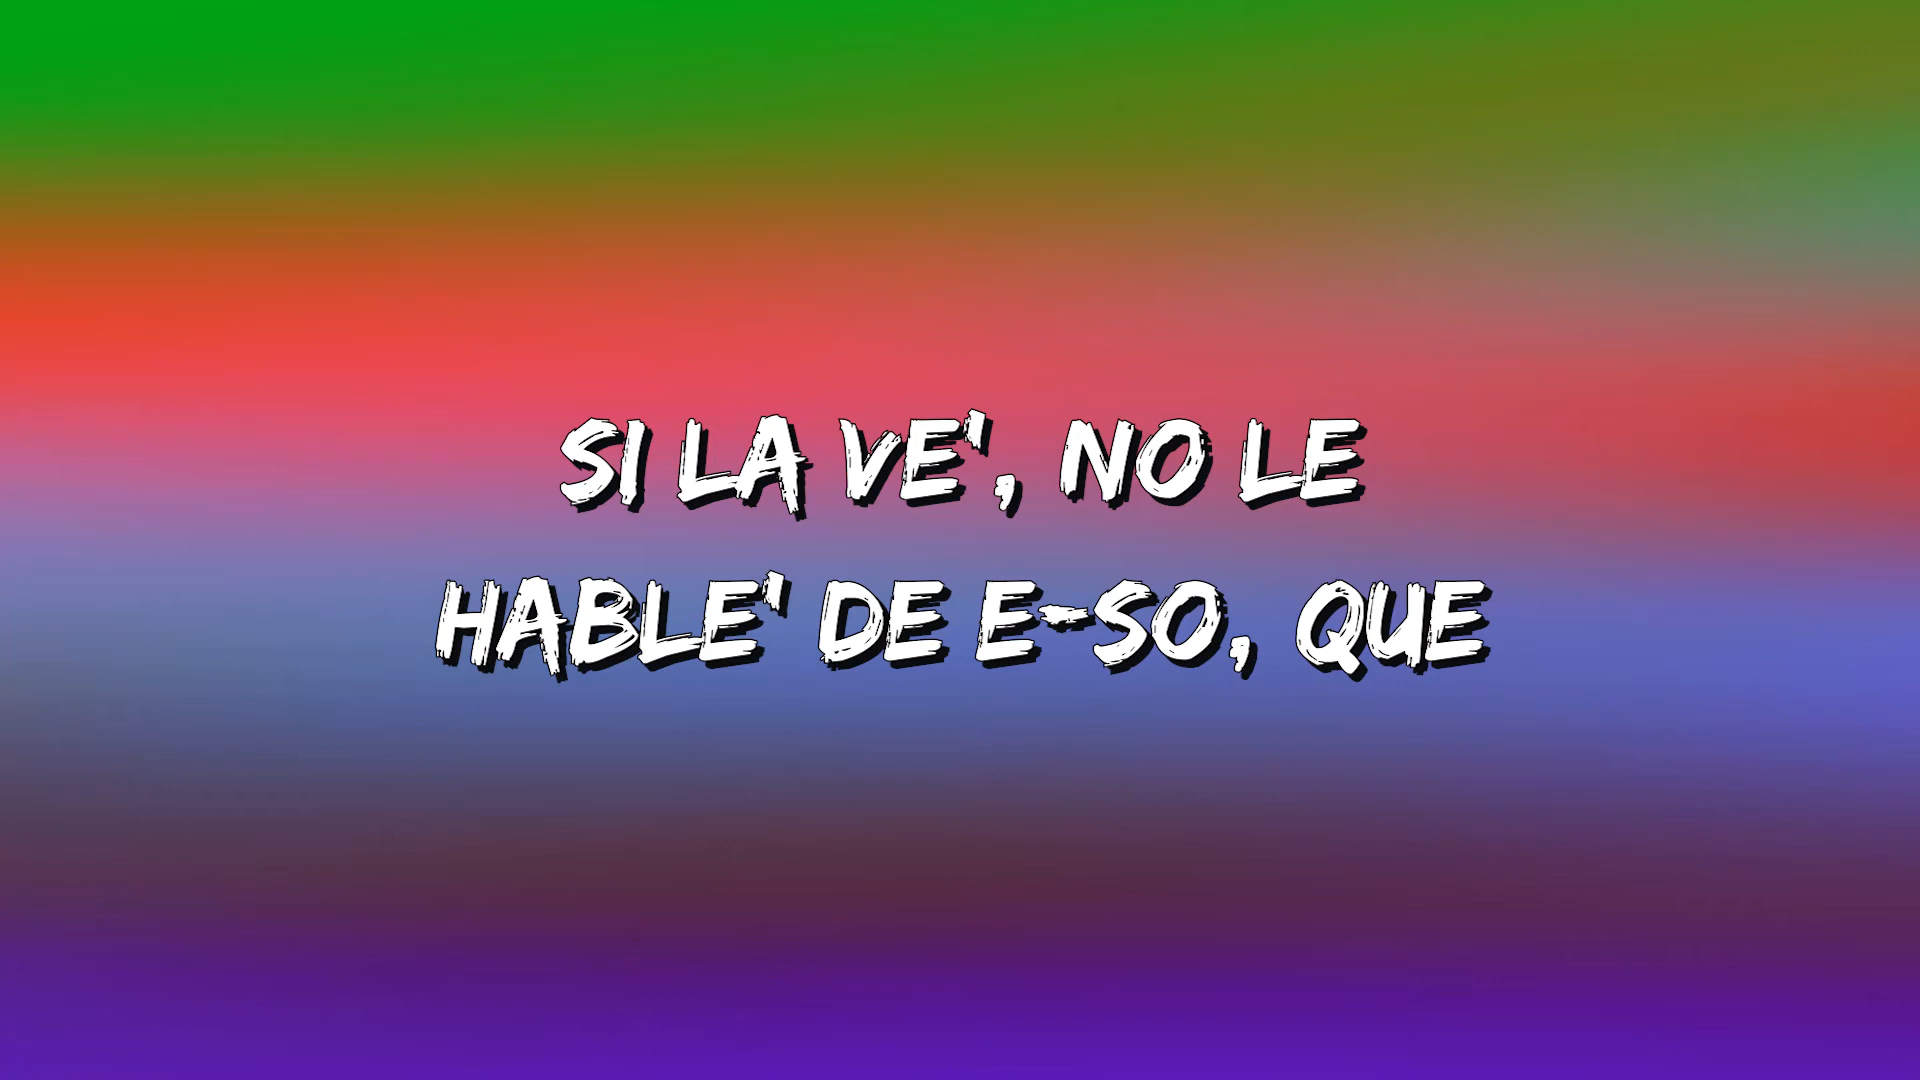 SI LA VE', NO LE
HABLE' DE E-SO, QUE